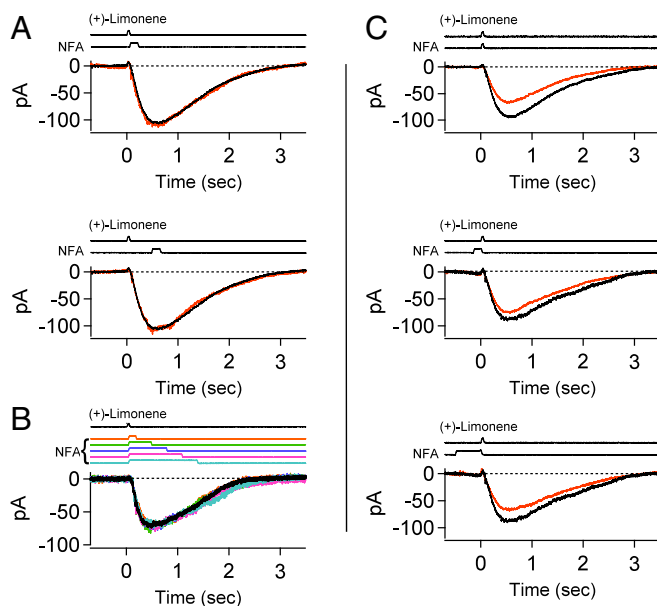 A
(+)-Limonene
NFA
0
-50
-100
pA
0 1 2 3
Time (sec)
(+)-Limonene
NFA
0
-50
-100
pA
0 1 2 3
Time (sec)
B
(+)-Limonene
NFA {
0
-50
-100
pA
0 1 2 3
Time (sec)
C
(+)-Limonene
NFA
0
-50
-100
pA
0 1 2 3
Time (sec)
(+)-Limonene
NFA
0
-50
-100
pA
0 1 2 3
Time (sec)
(+)-Limonene
NFA
0
-50
-100
pA
0 1 2 3
Time (sec)